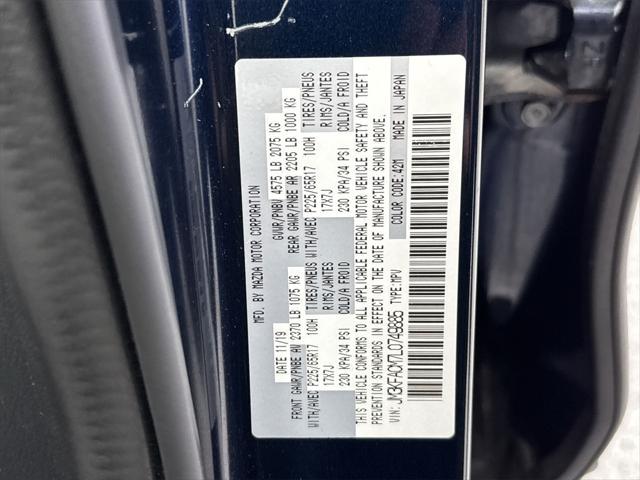 MFD. BY MAZDA MOTOR CORPORATION
DATE 11/19 GVWR/PNBV 4575 LB 2075 KG
FRONT GAWR/PNBE AV 2370 LB 1075 KG REAR GAWR/PNBE AR 2205 LB 1000 KG
WITH/AVEC P225/65R17 100H TIRES/PNEUS WITH/AVEC P225/65R17 100H TIRES/PNEUS
17X7J RIMS/JANTES 17X7J RIMS/JANTES
230 KPA/34 PSI COLD/A FROID 230 KPA/34 PSI COLD/A FROID
THIS VEHICLE CONFORMS TO ALL APPLICABLE FEDERAL MOTOR VEHICLE SAFETY AND THEFT
PREVENTION STANDARDS IN EFFECT ON THE DATE OF MANUFACTURE SHOWN ABOVE.
VIN: JM3KFACM7L0749885 TYPE:MPV COLOR CODE:42M MADE IN JAPAN